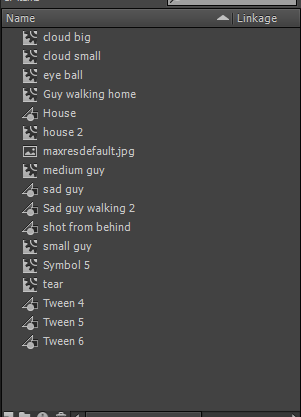 Name Linkage
cloud big
cloud small
eye ball
Guy walking home
House
house 2
maxresdefault.jpg
medium guy
sad guy
Sad guy walking 2
shot from behind
small guy
Symbol 5
tear
Tween 4
Tween 5
Tween 6